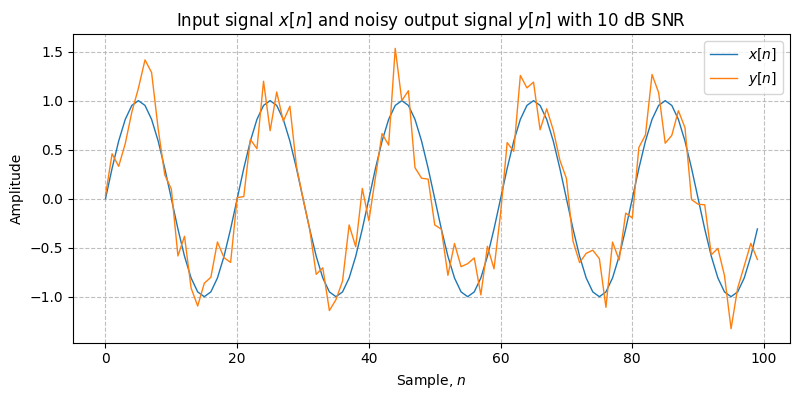 Input signal x[n] and noisy output signal y[n] with 10 dB SNR
x[n]
y[n]
Amplitude
1.5
1.0
0.5
0.0
−0.5
−1.0
0 20 40 60 80 100
Sample, n